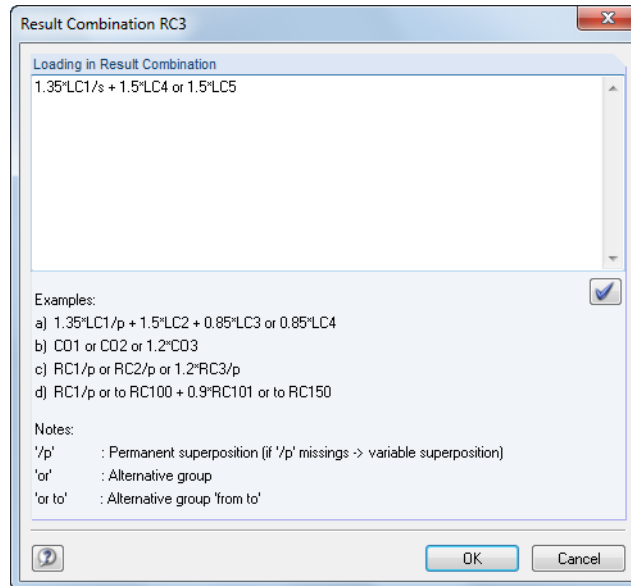 Result Combination RC3
Loading in Result Combination
1.35*LC1/s + 1.5*LC4 or 1.5*LC5
Examples:
a) 1.35*LC1/p + 1.5*LC2 + 0.85*LC3 or 0.85*LC4
b) CO1 or CO2 or 1.2*CO3
c) RC1/p or RC2/p or 1.2*RC3/p
d) RC1/p or to RC100 + 0.9*RC101 or to RC150
Notes:
'/p' : Permanent superposition (if '/p' missings -> variable superposition)
'or' : Alternative group
'or to' : Alternative group 'from to'
OK Cancel